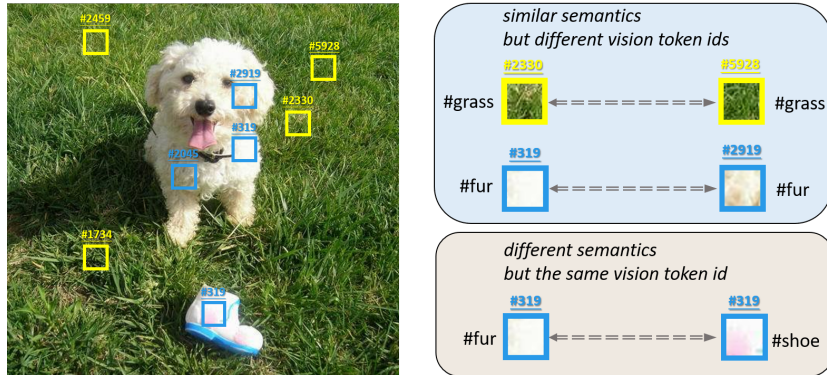 #2459
#5928
#2919
#2330
#319
#2045
#1734
#319
similar semantics
but different vision token ids
#2330
#5928
#grass
#grass
#319
#2919
#fur
#fur
different semantics
but the same vision token id
#319
#319
#fur
#shoe